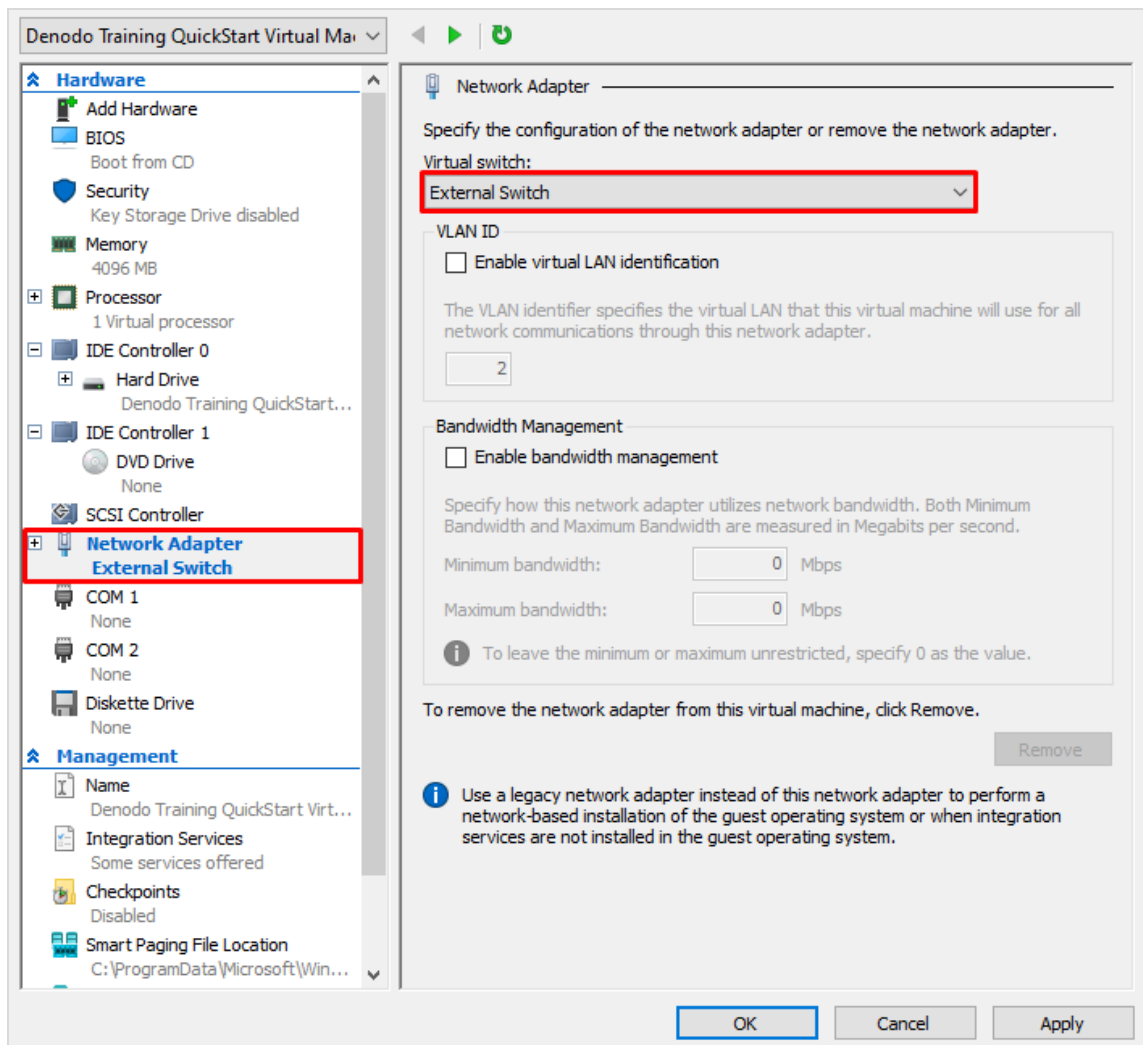 Denodo Training QuickStart Virtual Ma
Hardware
Add Hardware
BIOS
Boot from CD
Security
Key Storage Drive disabled
Memory
4096 MB
Processor
1 Virtual processor
IDE Controller 0
Hard Drive
Denodo Training QuickStart...
IDE Controller 1
DVD Drive
None
SCSI Controller
Network Adapter
External Switch
COM 1
None
COM 2
None
Diskette Drive
None
Management
Name
Denodo Training QuickStart Virt...
Integration Services
Some services offered
Checkpoints
Disabled
Smart Paging File Location
C:\ProgramData\Microsoft\Win...
Network Adapter
Specify the configuration of the network adapter or remove the network adapter.
Virtual switch:
External Switch
VLAN ID
Enable virtual LAN identification
The VLAN identifier specifies the virtual LAN that this virtual machine will use for all
network communications through this network adapter.
2
Bandwidth Management
Enable bandwidth management
Specify how this network adapter utilizes network bandwidth. Both Minimum
Bandwidth and Maximum Bandwidth are measured in Megabits per second.
Minimum bandwidth: 0 Mbps
Maximum bandwidth: 0 Mbps
To leave the minimum or maximum unrestricted, specify 0 as the value.
To remove the network adapter from this virtual machine, click Remove.
Remove
Use a legacy network adapter instead of this network adapter to perform a
network-based installation of the guest operating system or when integration
services are not installed in the guest operating system.
OK Cancel Apply